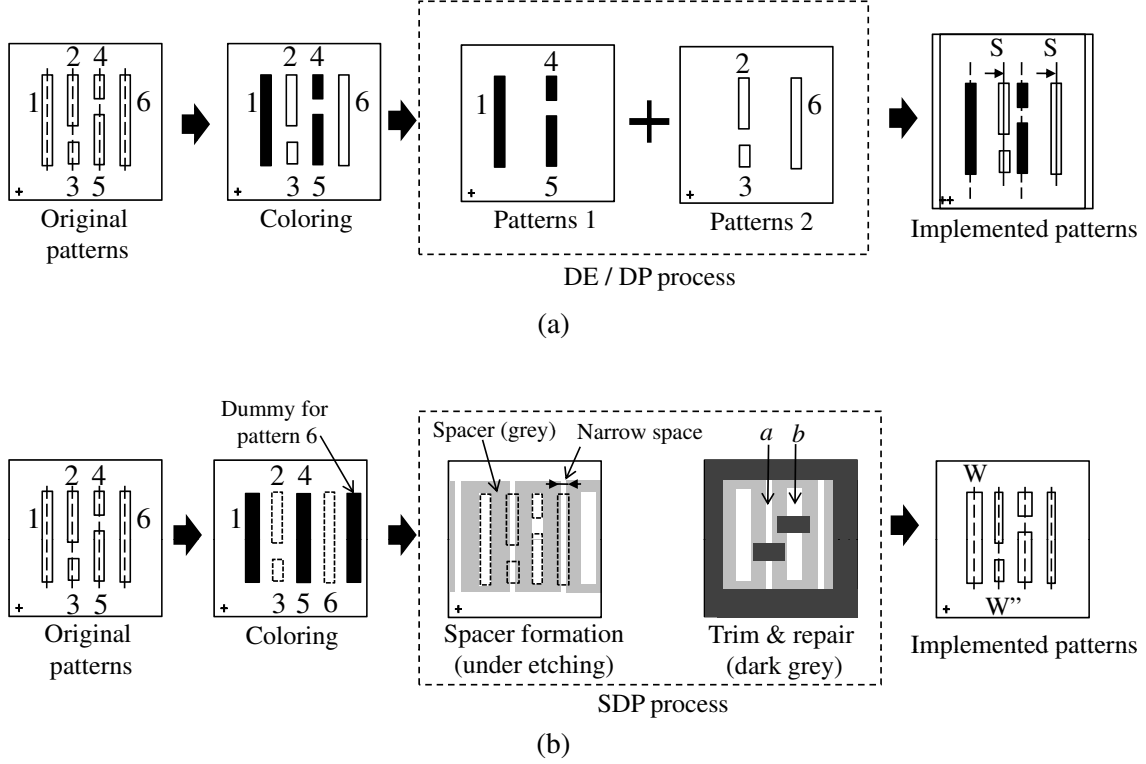 2 4
1 6
3 5
Original
patterns
2 4
1 6
3 5
Coloring
4
1
5
Patterns 1
+
2
6
3
Patterns 2
DE / DP process
S S
Implemented patterns
(a)
2 4
1 6
3 5
Original
patterns
Dummy for
pattern 6
2 4
1
3 5 6
Coloring
Spacer (grey)
Narrow space
Spacer formation
(under etching)
a b
Trim & repair
(dark grey)
SDP process
W
W”
Implemented patterns
(b)